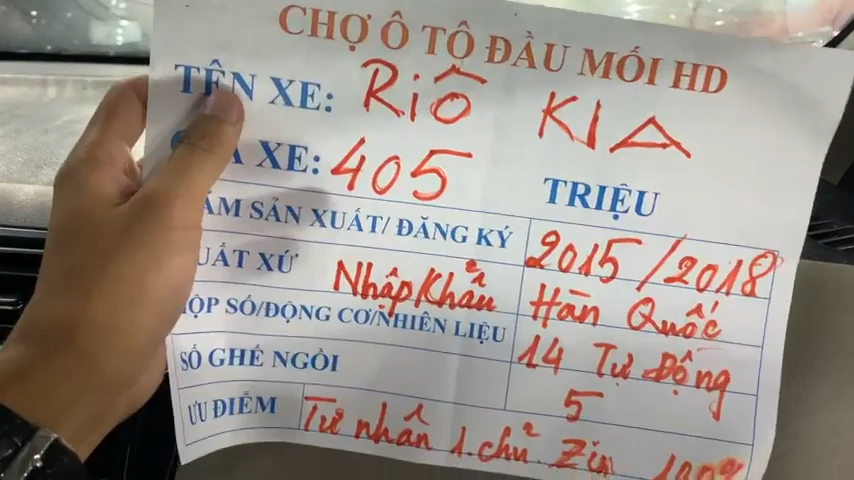 CHỢ Ô TÔ ĐẦU MỐI HD
TÊN XE: RiÔ KIA
XE: 405 TRIỆU
SẢN XUẤT/ ĐĂNG KÝ 2015/2018
XUẤT XỨ Nhập Khẩu Hàn Quốc
HỘP SỐ/ĐỘNG CƠ/NHIÊN LIỆU 14 Tự Động
SỐ GHẾ NGỒI 5
ƯU ĐIỂM Tư nhân 1.chủ Zin 100%